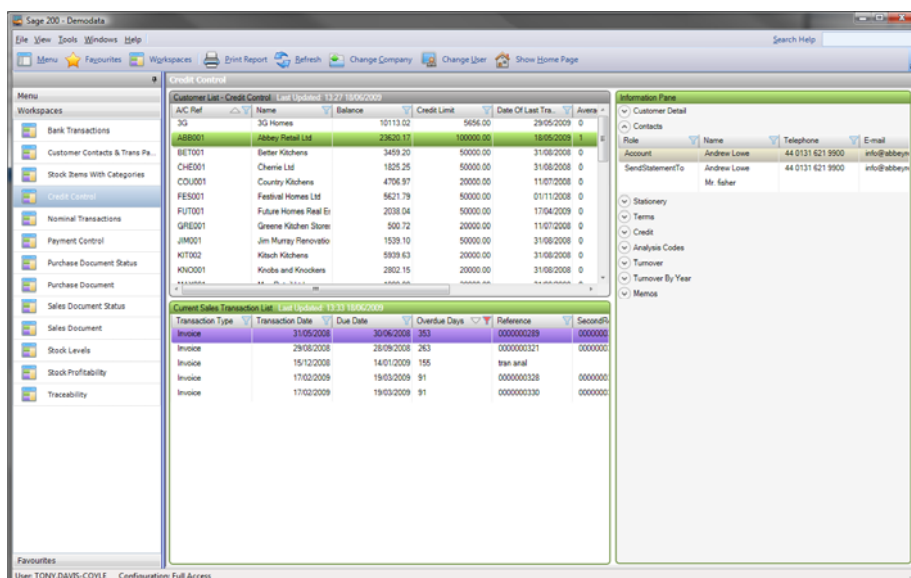 Sage 200 - Demodata
File View Tools Windows Help
Search Help
Menu Favourites Workspaces Print Report Refresh Change Company Change User Show Home Page
Credit Control
Menu
Workspaces
Bank Transactions
Customer Contacts & Trans Pe...
Stock Items With Categories
Credit Control
Nominal Transactions
Payment Control
Purchase Document Status
Purchase Document
Sales Document Status
Sales Document
Stock Levels
Stock Profitability
Traceability
Favourites
Customer List - Credit Control Last Updated: 13:27 18/06/2009
A/C Ref Name Balance Credit Limit Date Of Last Tra... Avera
3G 3G Homes 10113.02 5656.00 29/05/2009 0
ABB001 Abbey Retail Ltd 23620.17 100000.00 18/05/2009 1
BET001 Better Kitchens 3459.20 50000.00 31/08/2008 0
CHE001 Cherrie Ltd 1825.25 50000.00 31/08/2008 0
COU001 Country Kitchens 4706.97 20000.00 11/07/2008 0
FES001 Festival Homes Ltd 5621.79 50000.00 01/11/2008 0
FUT001 Future Homes Real Es 2038.04 50000.00 17/04/2009 0
GRE001 Greene Kitchen Stores 500.72 20000.00 11/07/2008 0
JIM001 Jim Murray Renovatio 1539.10 50000.00 31/08/2008 0
KIT002 Kitsch Kitchens 5939.63 20000.00 31/08/2008 0
KNO001 Knobs and Knockers 2802.15 20000.00 31/08/2008 0
Current Sales Transaction List Last Updated: 13:33 18/06/2009
Transaction Type Transaction Date Due Date Overdue Days Reference SecondR
Invoice 31/05/2008 30/06/2008 353 0000000289 0000000
Invoice 29/08/2008 28/09/2008 263 0000000321 0000000
Invoice 15/12/2008 14/01/2009 155 tran anal
Invoice 17/02/2009 19/03/2009 91 0000000328 0000000
Invoice 17/02/2009 19/03/2009 91 0000000330 0000000
Information Pane
Customer Detail
Contacts
Role Name Telephone E-mail
Account Andrew Lowe 44 0131 621 9900 info@abbeyr
SendStatementTo Andrew Lowe 44 0131 621 9900 info@abbeyr
Mr. fisher
Stationery
Terms
Credit
Analysis Codes
Turnover
Turnover By Year
Memos
User: TONY.DAVIS-COYLE Configuration: Full Access